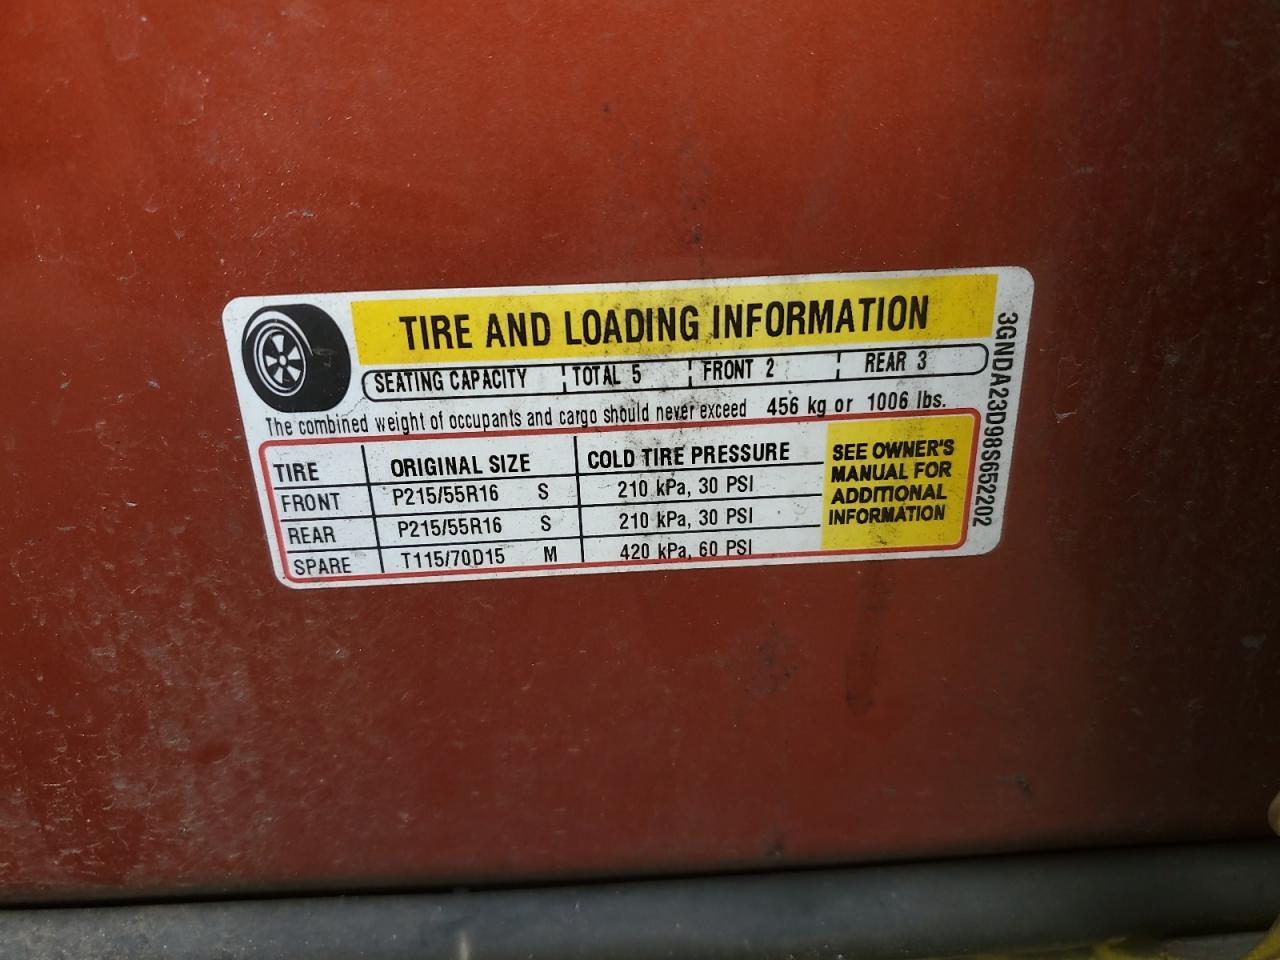 TIRE AND LOADING INFORMATION
SEATING CAPACITY TOTAL 5 FRONT 2 REAR 3
The combined weight of occupants and cargo should never exceed 456 kg or 1006 lbs.
TIRE ORIGINAL SIZE COLD TIRE PRESSURE
FRONT P215/55R16 S 210 kPa, 30 PSI
REAR P215/55R16 S 210 kPa, 30 PSI
SPARE T115/70D15 M 420 kPa, 60 PSI
SEE OWNER'S
MANUAL FOR
ADDITIONAL
INFORMATION
3GNDA23D98S652202